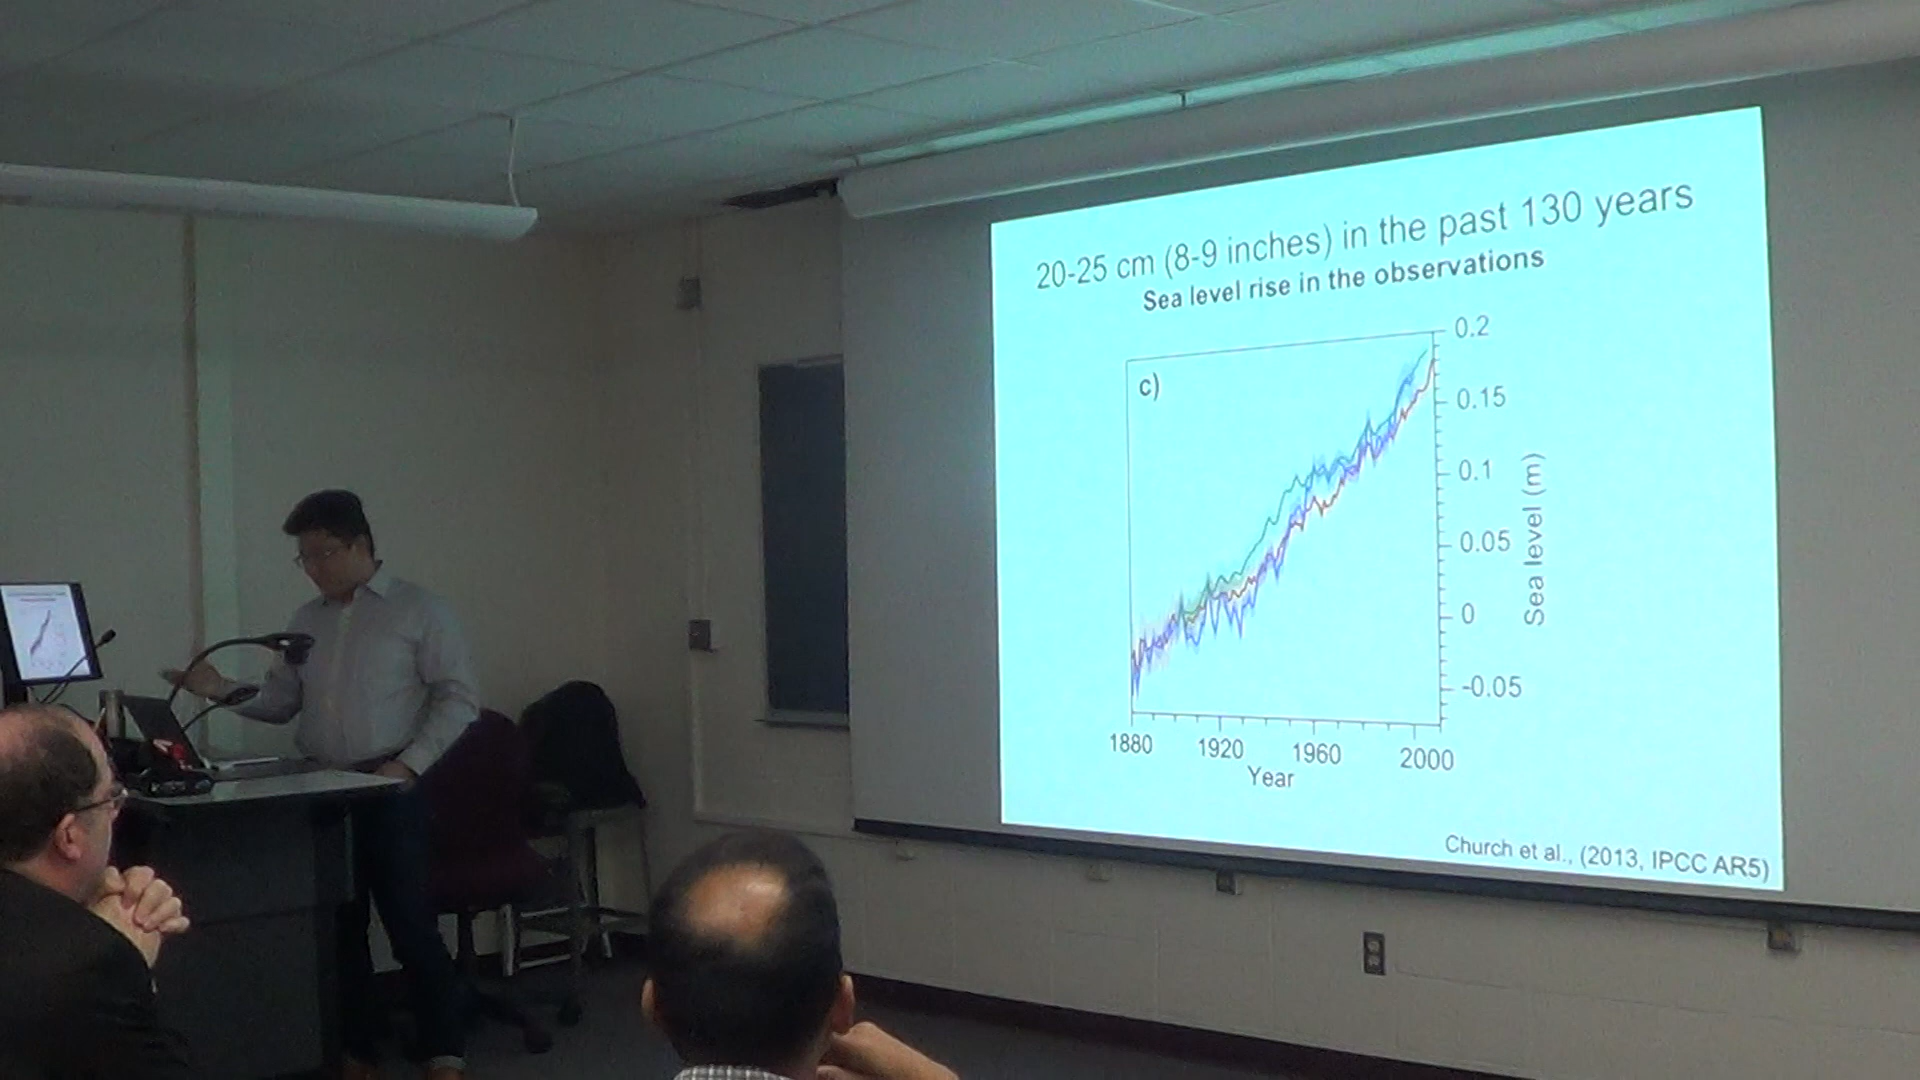 20-25 cm (8-9 inches) in the past 130 years
Sea level rise in the observations
c)
0.2
0.15
0.1
0.05
0
-0.05
Sea level (m)
1880 1920 1960 2000
Year
Church et al., (2013, IPCC AR5)